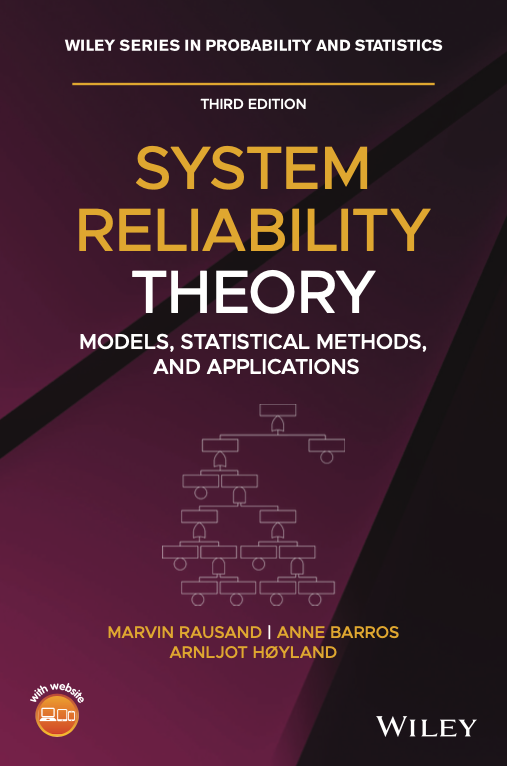 WILEY SERIES IN PROBABILITY AND STATISTICS
THIRD EDITION
SYSTEM
RELIABILITY
THEORY
MODELS, STATISTICAL METHODS,
AND APPLICATIONS
MARVIN RAUSAND | ANNE BARROS
ARNLJOT HØYLAND
with website
WILEY